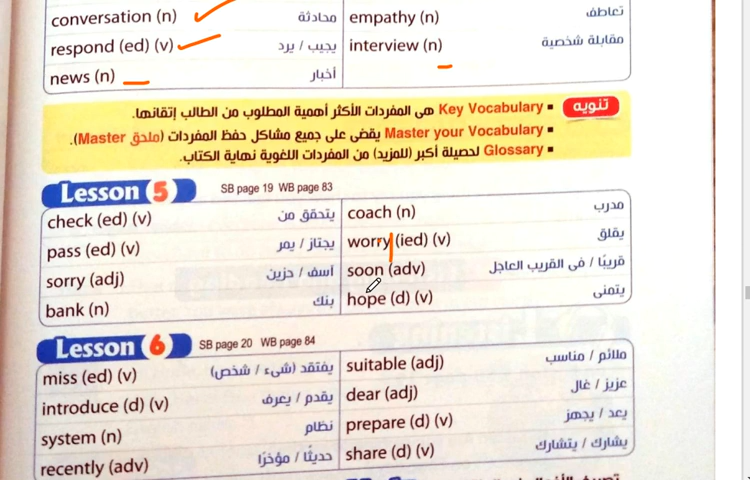 conversation (n) محادثة empathy (n) تعاطف
respond (ed) (v) يجيب / يرد interview (n) مقابلة شخصية
news (n) أخبار
تنويه
▪ Key Vocabulary هى المفردات الأكثر أهمية المطلوب من الطالب إتقانها.
▪ Master your Vocabulary يقضى على جميع مشاكل حفظ المفردات (ملحق Master).
▪ Glossary لحصيلة أكبر (للمزيد) من المفردات اللغوية نهاية الكتاب.
Lesson 5 SB page 19 WB page 83
check (ed) (v) يتحقق من coach (n) مدرب
pass (ed) (v) يجتاز / يمر worry (ied) (v) يقلق
sorry (adj) آسف / حزين soon (adv) قريبًا / فى القريب العاجل
bank (n) بنك hope (d) (v) يتمنى
Lesson 6 SB page 20 WB page 84
miss (ed) (v) يفتقد (شىء / شخص) suitable (adj) ملائم / مناسب
introduce (d) (v) يقدم / يعرف dear (adj) عزيز / غال
system (n) نظام prepare (d) (v) يعد / يجهز
recently (adv) حديثًا / مؤخرًا share (d) (v) يشارك / يتشارك